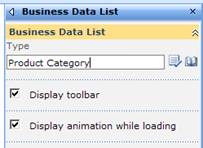 Business Data List
Business Data List
Type
Product Category
Display toolbar
Display animation while loading